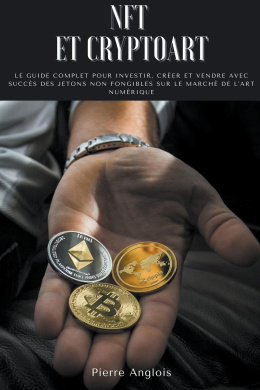 NFT
ET CRYPTOART
LE GUIDE COMPLET POUR INVESTIR, CRÉER ET VENDRE AVEC
SUCCÈS DES JETONS NON FONGIBLES SUR LE MARCHÉ DE L'ART
NUMÉRIQUE
Pierre Anglois